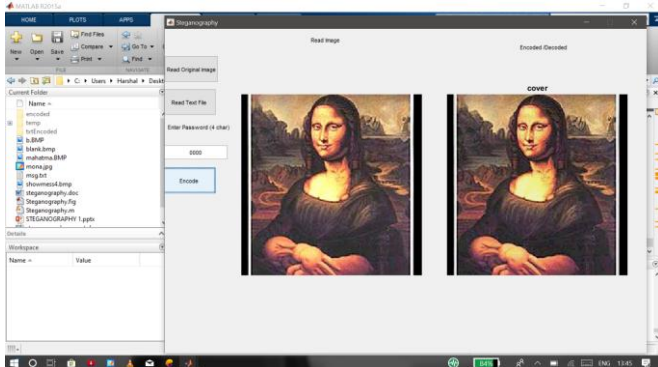 MATLAB R2015a
HOME PLOTS APPS
Steganography
New Open Save
Find Files
Compare
Print
Go To
Find
C: Users Harshal Deskt
Current Folder
Name
encoded
temp
txtEncoded
b.BMP
blank.bmp
mahatma.BMP
mona.jpg
msg.txt
showmess4.bmp
steganography.doc
Steganography.fig
Steganography.m
STEGANOGRAPHY 1.pptx
Details
Workspace
Name Value
Read Image
Encoded /Decoded
Read Original Image
Read Text File
Enter Password (4 char)
0000
Encode
cover
84%
ENG 13:45